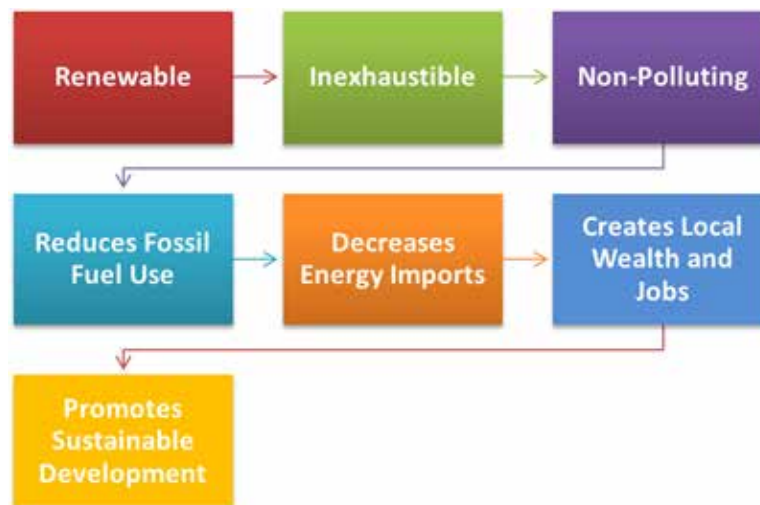 Renewable
Inexhaustible
Non-Polluting
Reduces Fossil
Fuel Use
Decreases
Energy Imports
Creates Local
Wealth and
Jobs
Promotes
Sustainable
Development